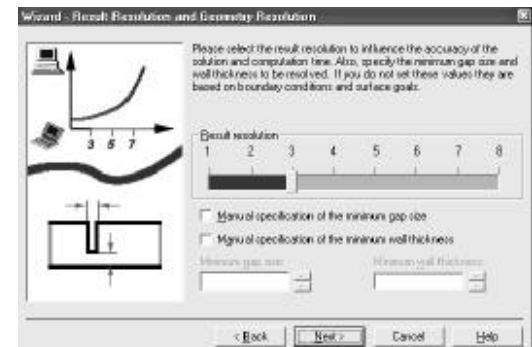 Wizard - Result Resolution and Geometry Resolution
Please select the result resolution to influence the accuracy of the
solution and computation time. Also, specify the minimum gap size and
wall thickness to be resolved. If you do not set these values they are
based on boundary conditions and surface goals.
3 5 7
Result resolution
1 2 3 4 5 6 7 8
Manual specification of the minimum gap size
Manual specification of the minimum wall thickness
Minimum gap size Minimum wall thickness
< Back Next > Cancel Help